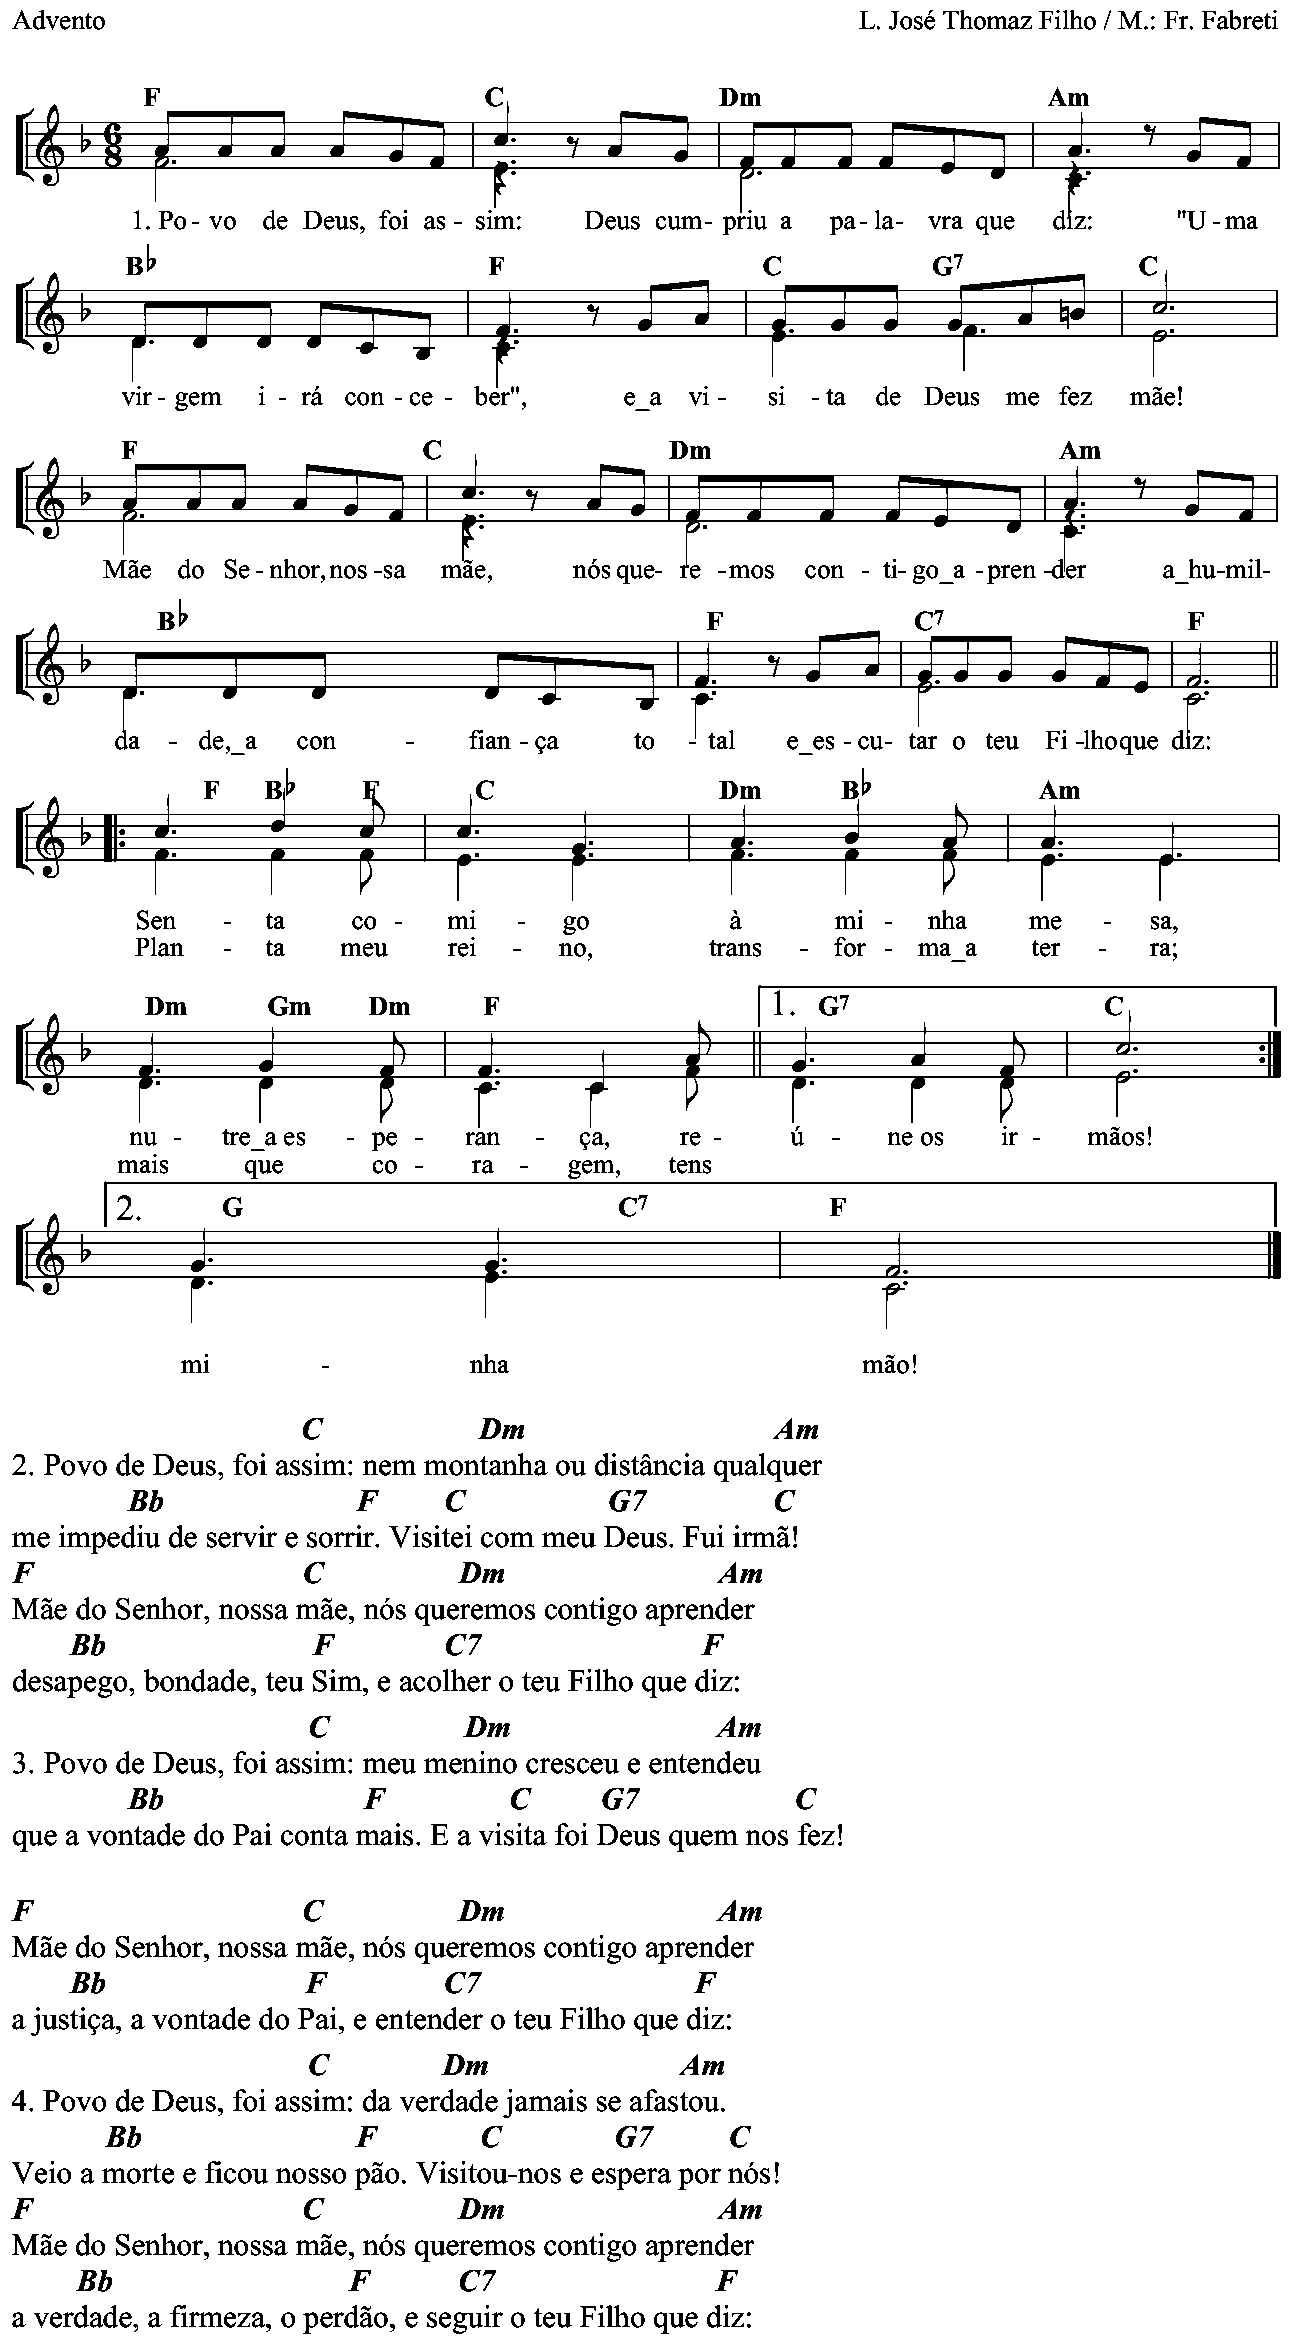 Advento
L. José Thomaz Filho / M.: Fr. Fabreti
F C Dm Am
6
8
1. Po - vo de Deus, foi as - sim: Deus cum - priu a pa - la - vra que diz: "U - ma
B♭ F C G7 C
vir - gem i - rá con - ce - ber", e_a vi - si - ta de Deus me fez mãe!
F C Dm Am
Mãe do Se - nhor, nos - sa mãe, nós que - re - mos con - ti - go_a - pren - der a_hu - mil -
B♭ F C7 F
da - de,_a con - fian - ça to - tal e_es - cu - tar o teu Fi - lho que diz:
F B♭ F C Dm B♭ Am
Sen - ta co - mi - go à mi - nha me - sa,
Plan - ta meu rei - no, trans - for - ma_a ter - ra;
Dm Gm Dm F 1. G7 C
nu - tre_a es - pe - ran - ça, re - ú - ne os ir - mãos!
mais que co - ra - gem, tens
2. G C7 F
mi - nha mão!
C Dm Am
2. Povo de Deus, foi assim: nem montanha ou distância qualquer
Bb F C G7 C
me impediu de servir e sorrir. Visitei com meu Deus. Fui irmã!
F C Dm Am
Mãe do Senhor, nossa mãe, nós queremos contigo aprender
Bb F C7 F
desapego, bondade, teu Sim, e acolher o teu Filho que diz:
C Dm Am
3. Povo de Deus, foi assim: meu menino cresceu e entendeu
Bb F C G7 C
que a vontade do Pai conta mais. E a visita foi Deus quem nos fez!
F C Dm Am
Mãe do Senhor, nossa mãe, nós queremos contigo aprender
Bb F C7 F
a justiça, a vontade do Pai, e entender o teu Filho que diz:
C Dm Am
4. Povo de Deus, foi assim: da verdade jamais se afastou.
Bb F C G7 C
Veio a morte e ficou nosso pão. Visitou-nos e espera por nós!
F C Dm Am
Mãe do Senhor, nossa mãe, nós queremos contigo aprender
Bb F C7 F
a verdade, a firmeza, o perdão, e seguir o teu Filho que diz: